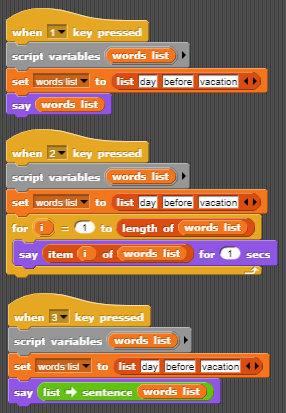 when 1 key pressed
script variables words list
set words list to list day before vacation
say words list
when 2 key pressed
script variables words list
set words list to list day before vacation
for i = 1 to length of words list
say item i of words list for 1 secs
when 3 key pressed
script variables words list
set words list to list day before vacation
say list → sentence words list